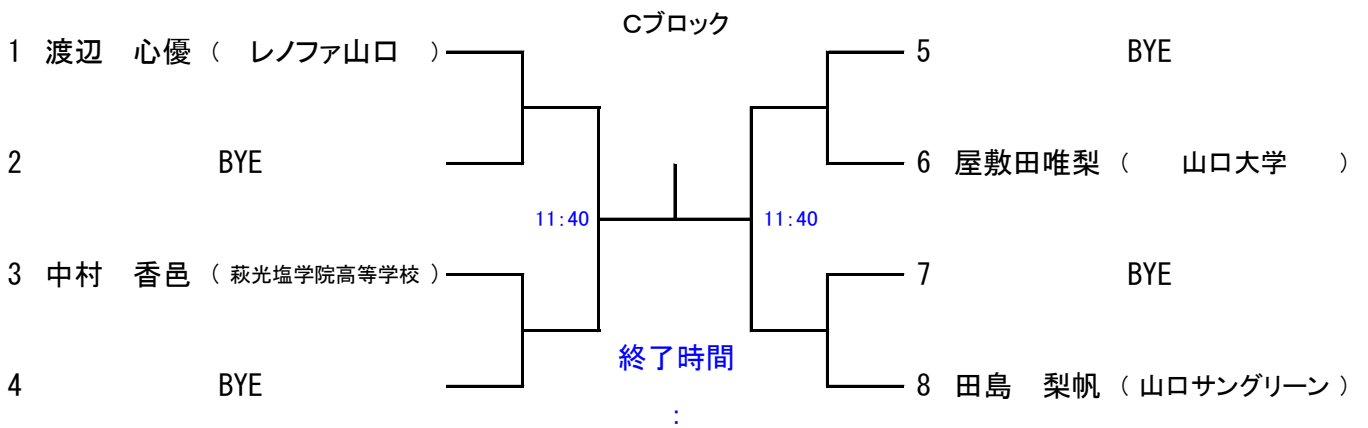 Cブロック
1 渡辺 心優 ( レノファ山口 )
5 BYE
2 BYE
6 屋敷田唯梨 ( 山口大学 )
11:40
11:40
3 中村 香邑 ( 萩光塩学院高等学校 )
7 BYE
終了時間
4 BYE
8 田島 梨帆 ( 山口サングリーン )
: